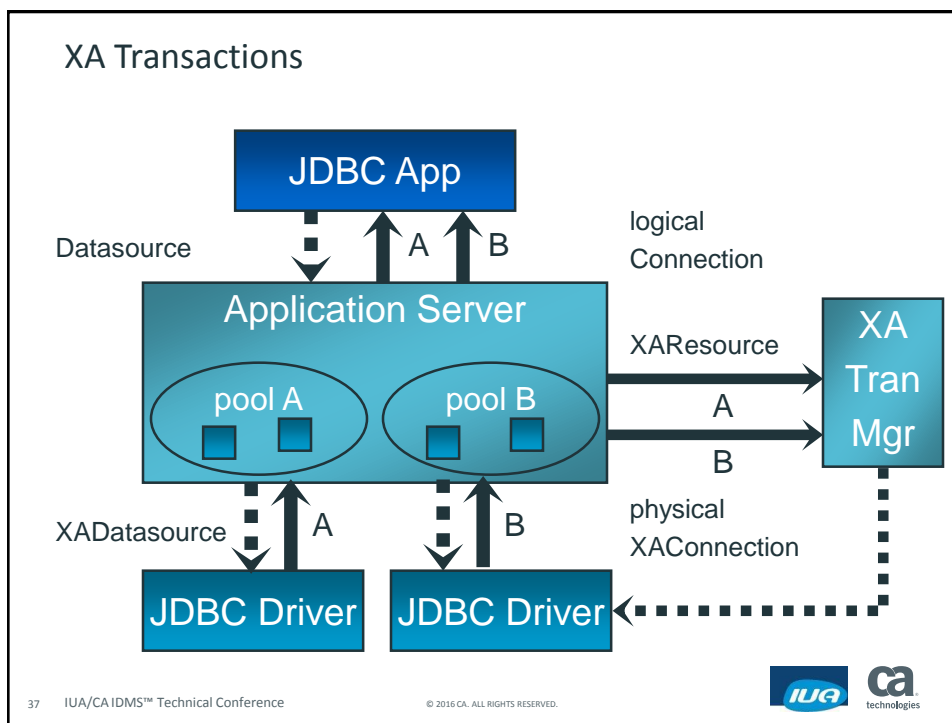 XA Transactions
JDBC App
Datasource
A
B
logical
Connection
Application Server
pool A
pool B
XAResource
A
B
XA
Tran
Mgr
XADatasource
A
B
physical
XAConnection
JDBC Driver
JDBC Driver
37 IUA/CA IDMS™ Technical Conference
© 2016 CA. ALL RIGHTS RESERVED.
IUA
ca
technologies